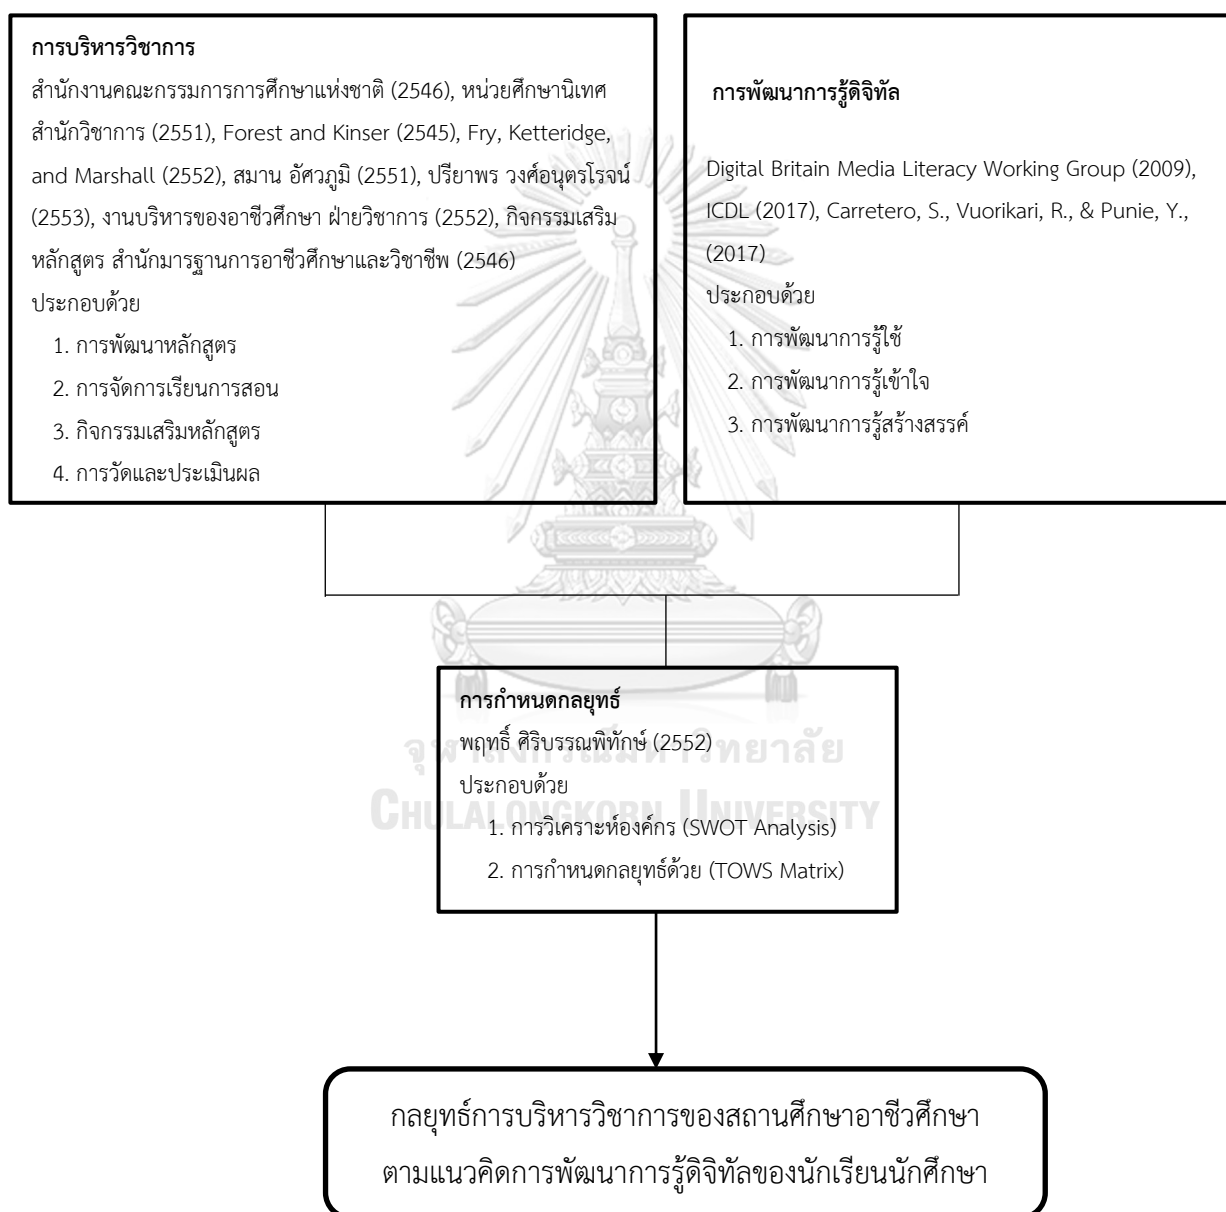 การบริหารวิชาการ
สำนักงานคณะกรรมการการศึกษาแห่งชาติ (2546), หน่วยศึกษานิเทศ
สำนักวิชาการ (2551), Forest and Kinser (2545), Fry, Ketteridge,
and Marshall (2552), สมาน อัศวภูมิ (2551), ปรียาพร วงศ์อนุตรโรจน์
(2553), งานบริหารของอาชีวศึกษา ฝ่ายวิชาการ (2552), กิจกรรมเสริม
หลักสูตร สำนักมารฐานการอาชีวศึกษาและวิชาชีพ (2546)
ประกอบด้วย
1. การพัฒนาหลักสูตร
2. การจัดการเรียนการสอน
3. กิจกรรมเสริมหลักสูตร
4. การวัดและประเมินผล
การพัฒนาการรู้ดิจิทัล
Digital Britain Media Literacy Working Group (2009),
ICDL (2017), Carretero, S., Vuorikari, R., & Punie, Y.,
(2017)
ประกอบด้วย
1. การพัฒนาการรู้ใช้
2. การพัฒนาการรู้เข้าใจ
3. การพัฒนาการรู้สร้างสรรค์
การกำหนดกลยุทธ์
พฤทธิ์ ศิริบรรณพิทักษ์ (2552)
ประกอบด้วย
1. การวิเคราะห์องค์กร (SWOT Analysis)
2. การกำหนดกลยุทธ์ด้วย (TOWS Matrix)
จุฬาลงกรณ์มหาวิทยาลัย
CHULALONGKORN UNIVERSITY
กลยุทธ์การบริหารวิชาการของสถานศึกษาอาชีวศึกษา
ตามแนวคิดการพัฒนาการรู้ดิจิทัลของนักเรียนนักศึกษา